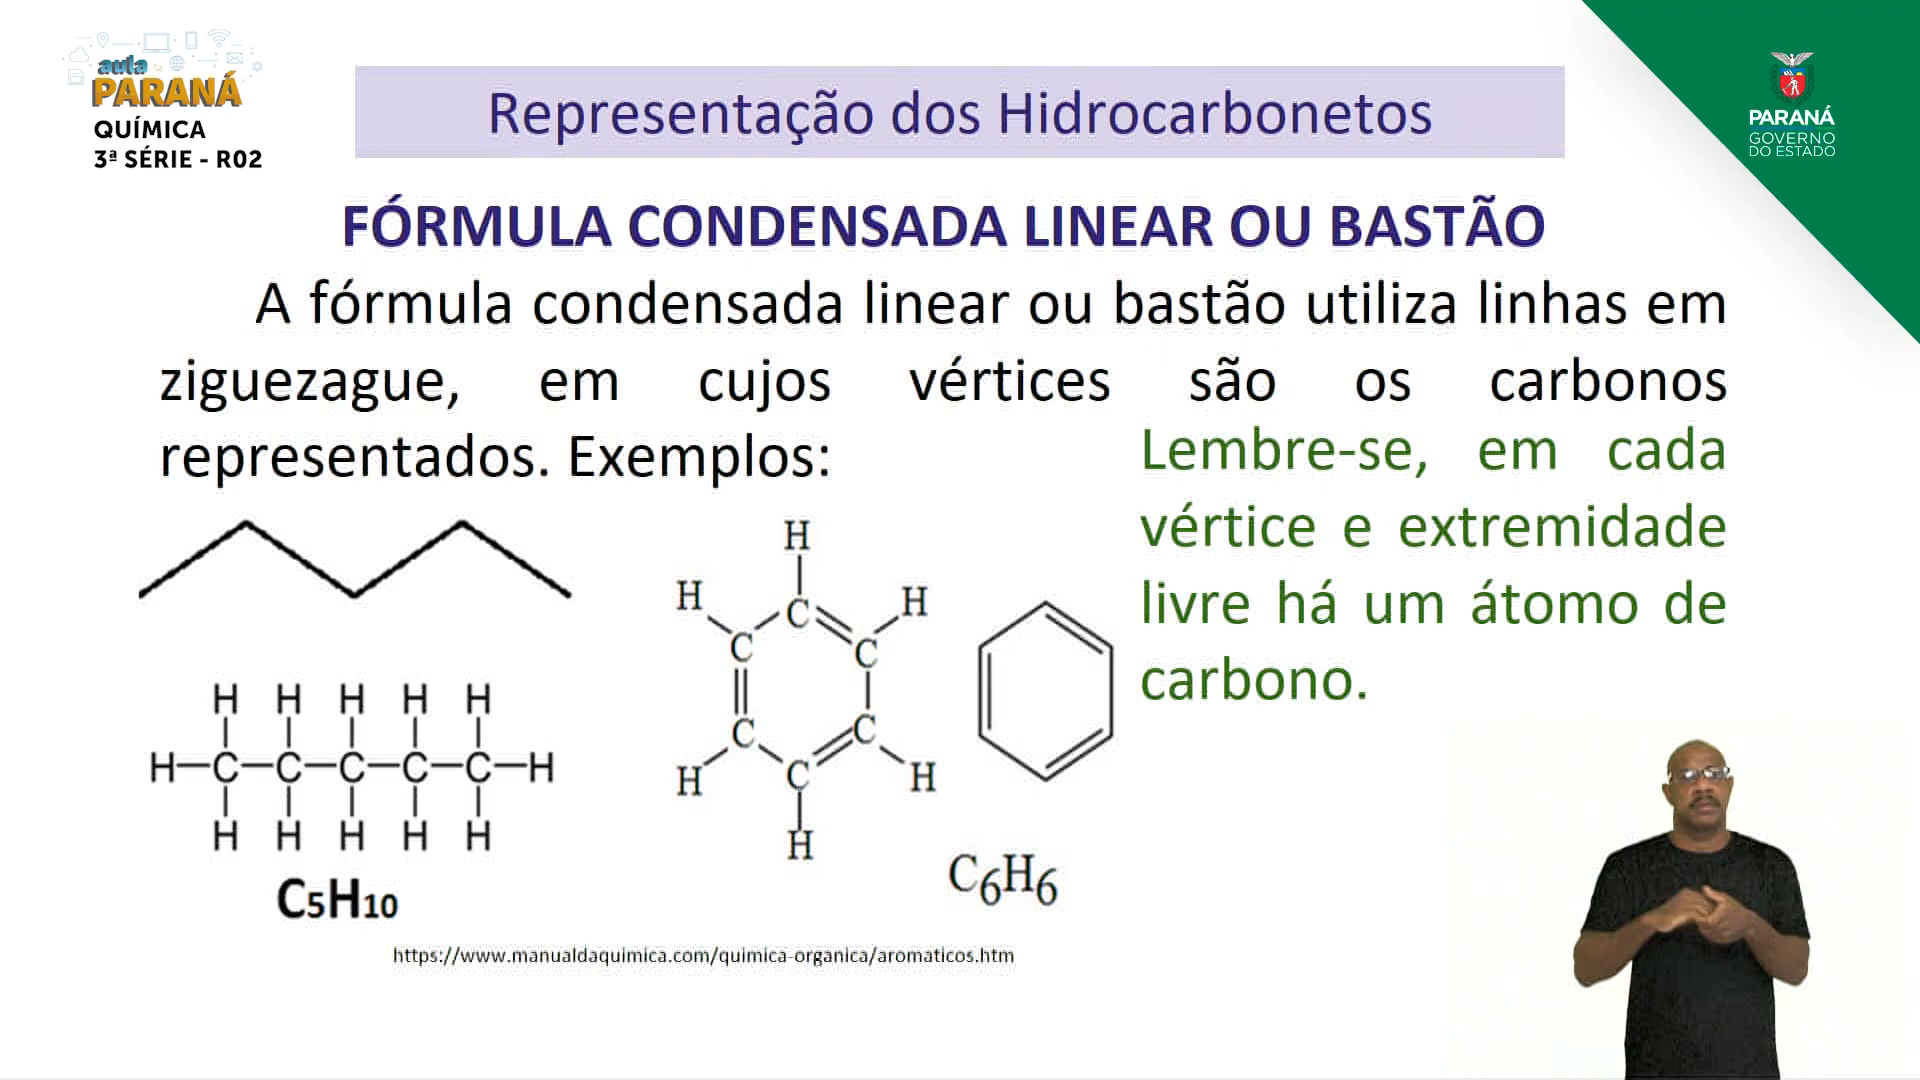 aula
PARANÁ
QUÍMICA
3ª SÉRIE - R02
Representação dos Hidrocarbonetos
PARANÁ
GOVERNO
DO ESTADO
FÓRMULA CONDENSADA LINEAR OU BASTÃO
A fórmula condensada linear ou bastão utiliza linhas em
ziguezague, em cujos vértices são os carbonos
representados. Exemplos:
Lembre-se, em cada
vértice e extremidade
livre há um átomo de
carbono.
H H H H H
H C C C C C H
H H H H H
C5H10
H
H H
C
C C
C C
C
H H
H
C6H6
https://www.manualdaquimica.com/quimica-organica/aromaticos.htm